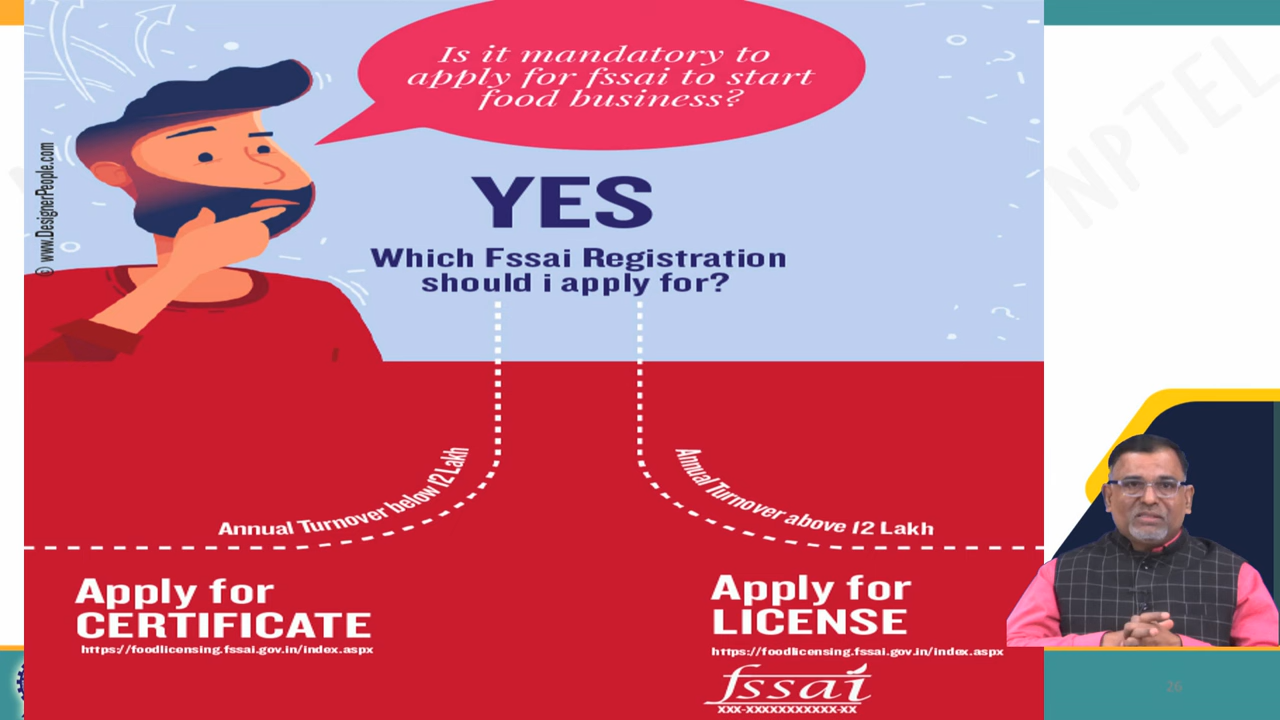 Is it mandatory to
apply for fssai to start
food business?
© www.DesignerPeople.com
YES
Which Fssai Registration
should i apply for?
Annual Turnover below 12 Lakh
Annual Turnover above 12 Lakh
Apply for
CERTIFICATE
https://foodlicensing.fssai.gov.in/index.aspx
Apply for
LICENSE
https://foodlicensing.fssai.gov.in/index.aspx
fssai
XXX-XXXXXXXXXXX-XX
NPTEL
26